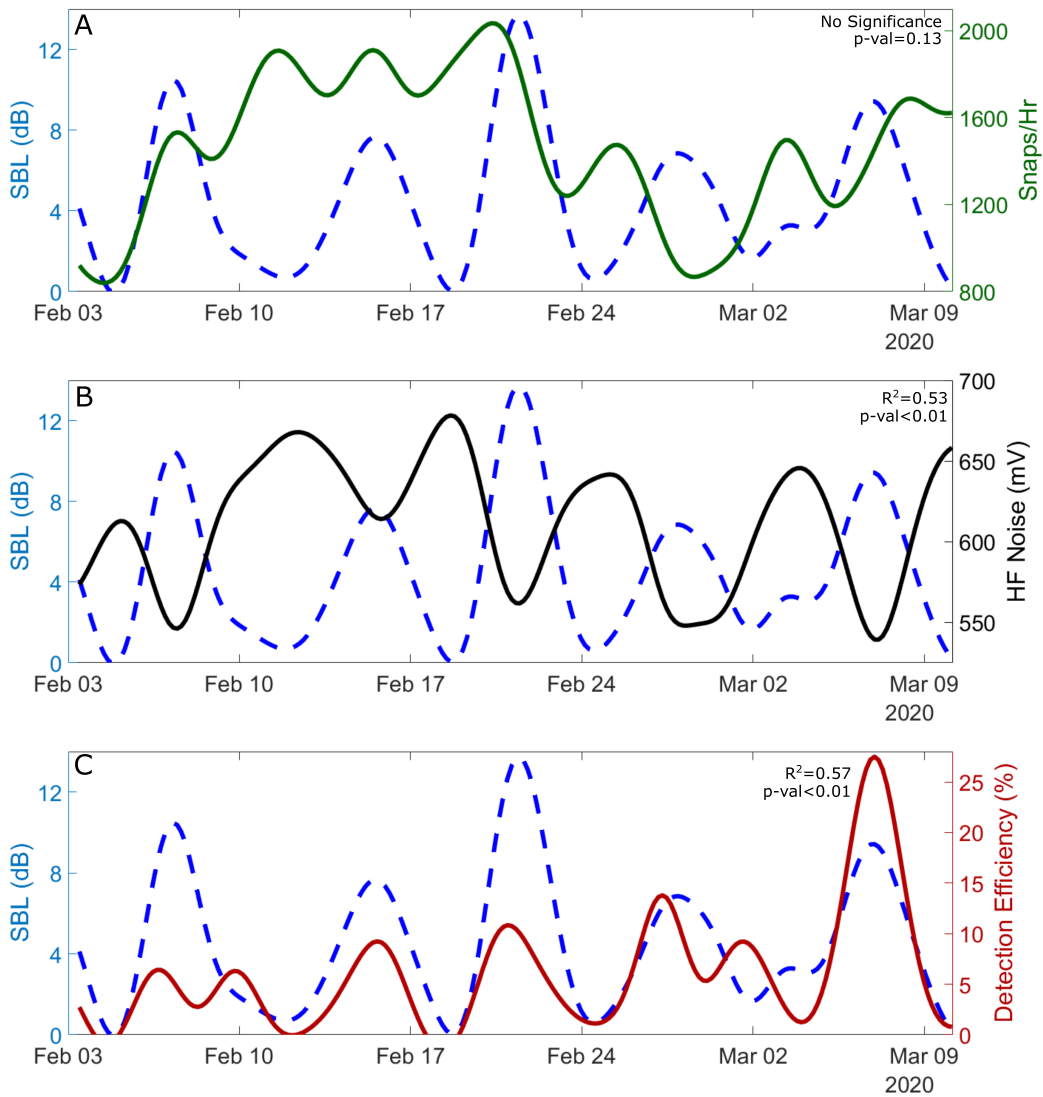 A
No Significance
p-val=0.13
SBL (dB)
12
8
4
0
2000
1600
1200
800
Snaps/Hr
Feb 03
Feb 10
Feb 17
Feb 24
Mar 02
Mar 09
2020
B
R²=0.53
p-val<0.01
SBL (dB)
12
8
4
0
700
650
600
550
HF Noise (mV)
Feb 03
Feb 10
Feb 17
Feb 24
Mar 02
Mar 09
2020
C
R²=0.57
p-val<0.01
SBL (dB)
12
8
4
0
25
20
15
10
5
0
Detection Efficiency (%)
Feb 03
Feb 10
Feb 17
Feb 24
Mar 02
Mar 09
2020